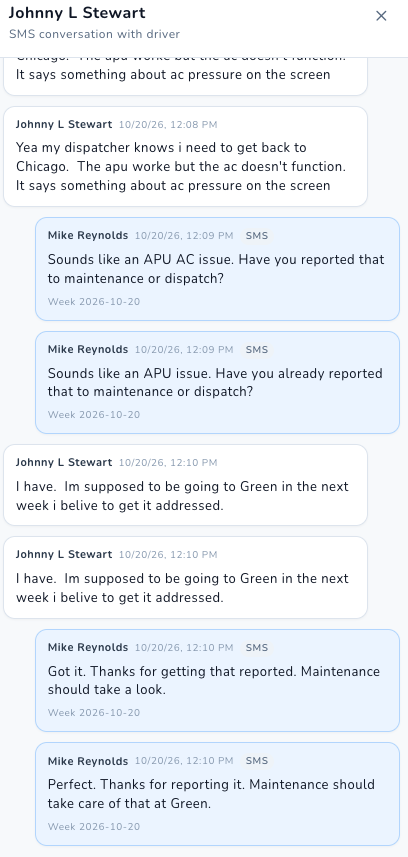 Johnny L Stewart
SMS conversation with driver
Chicago.  The apu worke but the ac doesn't function.
It says something about ac pressure on the screen
Johnny L Stewart 10/20/26, 12:08 PM
Yea my dispatcher knows i need to get back to
Chicago.  The apu worke but the ac doesn't function.
It says something about ac pressure on the screen
Mike Reynolds 10/20/26, 12:09 PM SMS
Sounds like an APU AC issue. Have you reported that
to maintenance or dispatch?
Week 2026-10-20
Mike Reynolds 10/20/26, 12:09 PM SMS
Sounds like an APU issue. Have you already reported
that to maintenance or dispatch?
Week 2026-10-20
Johnny L Stewart 10/20/26, 12:10 PM
I have.  Im supposed to be going to Green in the next
week i belive to get it addressed.
Johnny L Stewart 10/20/26, 12:10 PM
I have.  Im supposed to be going to Green in the next
week i belive to get it addressed.
Mike Reynolds 10/20/26, 12:10 PM SMS
Got it. Thanks for getting that reported. Maintenance
should take a look.
Week 2026-10-20
Mike Reynolds 10/20/26, 12:10 PM SMS
Perfect. Thanks for reporting it. Maintenance should
take care of that at Green.
Week 2026-10-20